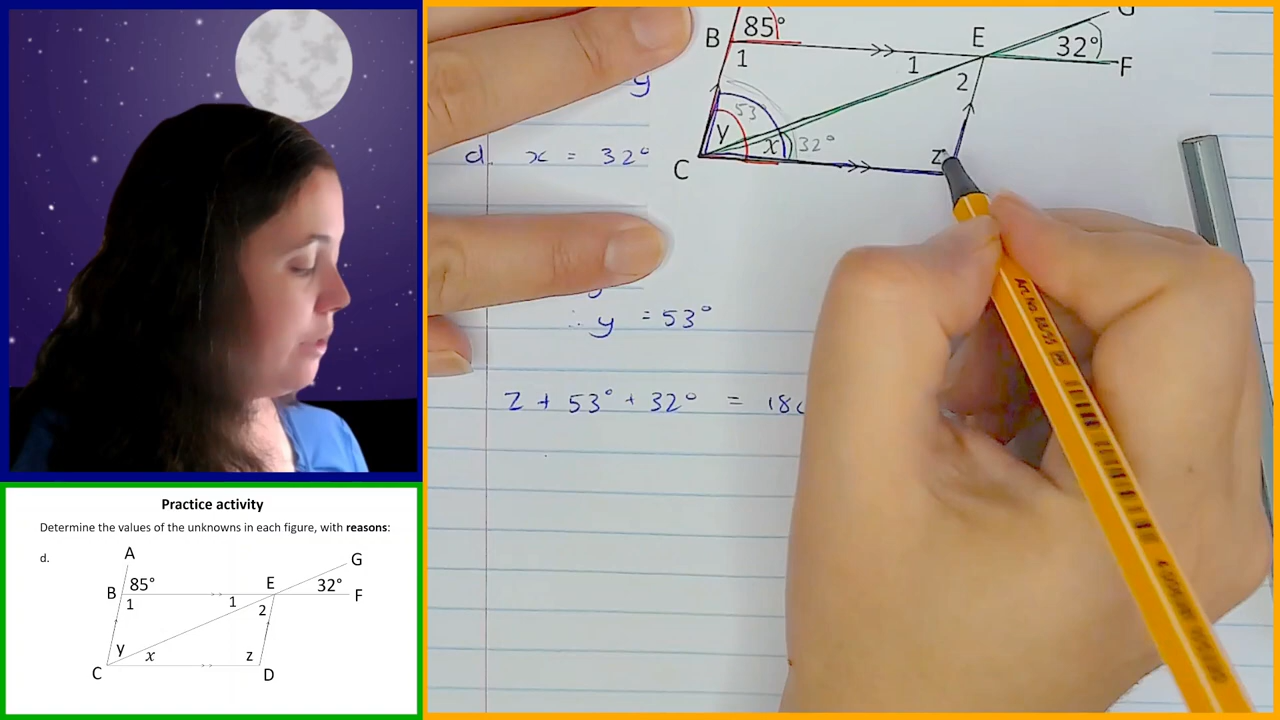 Practice activity
Determine the values of the unknowns in each figure, with reasons:
d.
A
G
B 85° E 32° F
1 1 2
y x z
C D
B 85° E 32° F
1 1 2
53
y x 32° z
C
y
d. x = 32°
∴ y = 53°
z + 53° + 32° = 180